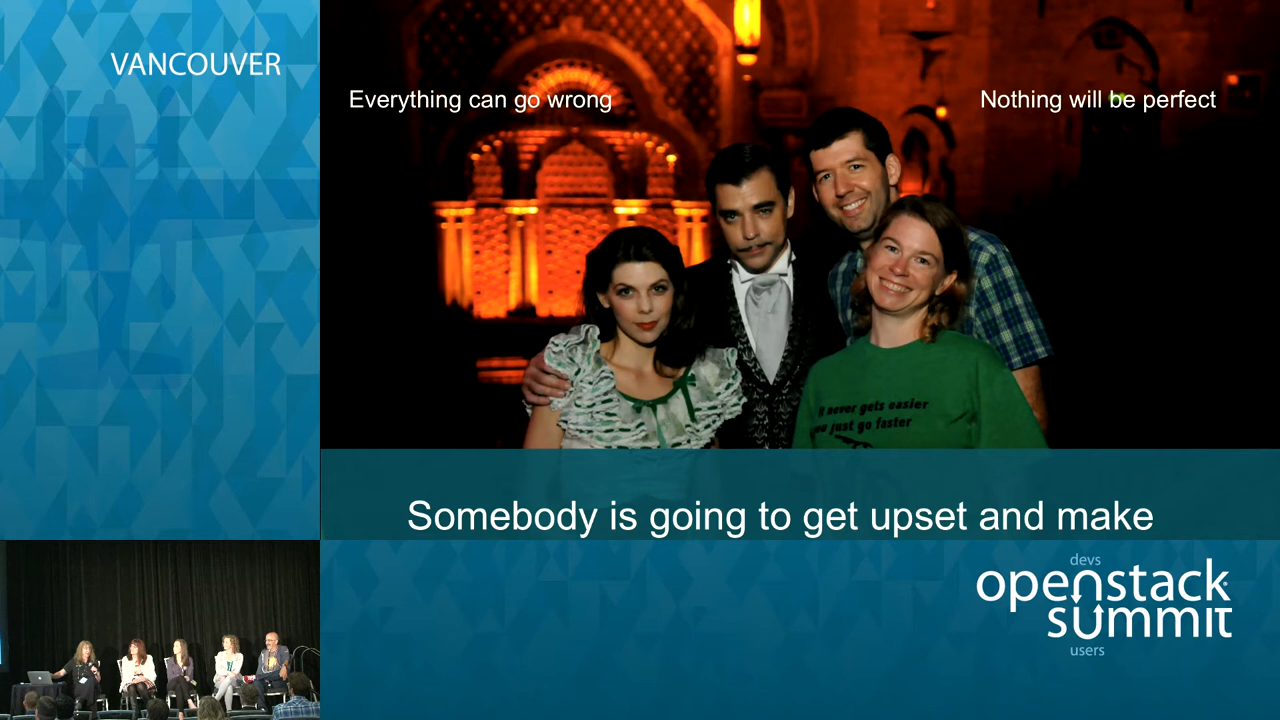 VANCOUVER
Everything can go wrong
Nothing will be perfect
it never gets easier
we just go faster
Somebody is going to get upset and make
devs
openstack
summit
users